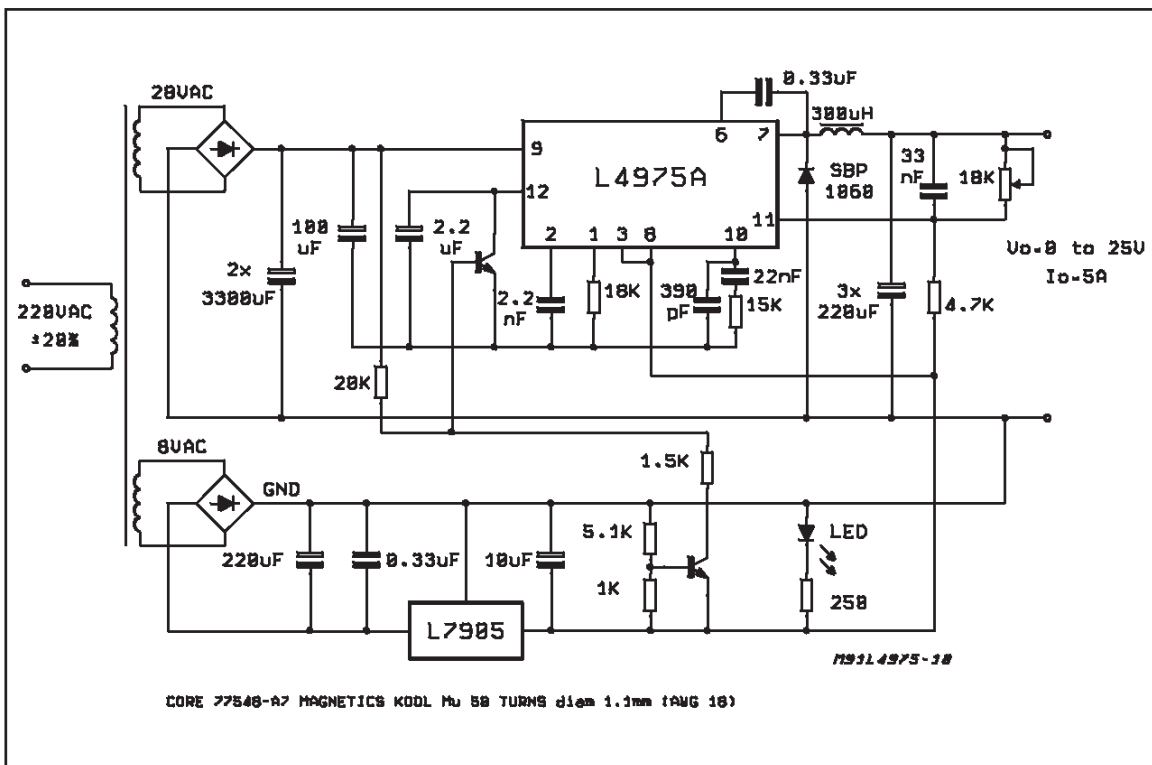 20VAC
0.33uF
300uH
6
7
9
L4975A
12
SBP
1060
33
nF
10K
11
100
uF
2.2
uF
2
1
3
8
10
Vo=0 to 25V
Io=5A
2x
3300uF
2.2
nF
18K
390
pF
22nF
15K
3x
220uF
4.7K
220VAC
±20%
20K
8VAC
GND
1.5K
220uF
0.33uF
10uF
5.1K
1K
LED
250
L7905
M91L4975-10
CORE 77548-A7 MAGNETICS KOOL Mu 50 TURNS diam 1.1mm (AWG 18)